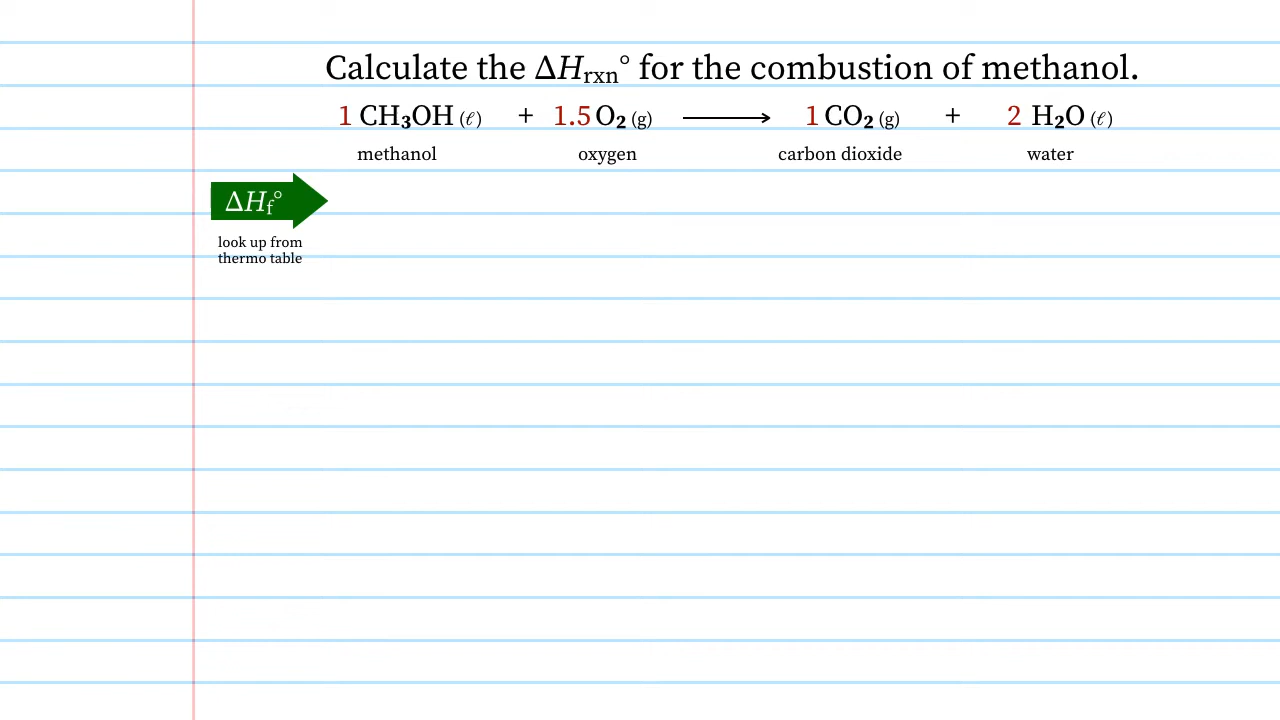 Calculate the ΔHrxn° for the combustion of methanol.
1 CH₃OH (ℓ) + 1.5 O₂ (g) ⟶ 1 CO₂ (g) + 2 H₂O (ℓ)
methanol oxygen carbon dioxide water
ΔHf°
look up from
thermo table